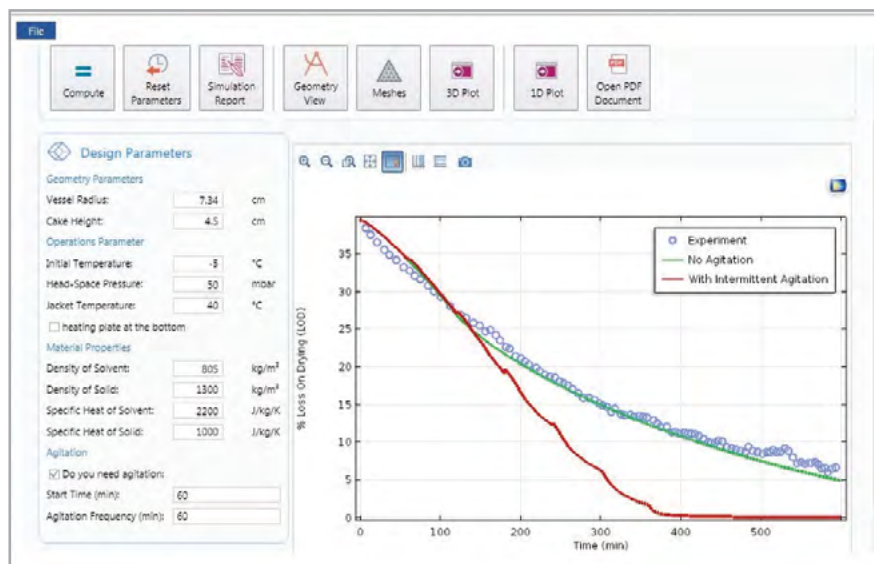 File
Compute
Reset
Parameters
Simulation
Report
Geometry
View
Meshes
3D Plot
1D Plot
PDF
Open PDF
Document
Design Parameters
Geometry Parameters
Vessel Radius: 7.34 cm
Cake Height: 4.5 cm
Operations Parameter
Initial Temperature: -5 °C
Head-Space Pressure: 50 mbar
Jacket Temperature: 40 °C
heating plate at the bottom
Material Properties
Density of Solvent: 805 kg/m³
Density of Solid: 1300 kg/m³
Specific Heat of Solvent: 2200 J/kg/K
Specific Heat of Solid: 1000 J/kg/K
Agitation
Do you need agitation:
Start Time (min): 60
Agitation Frequency (min): 60
% Loss On Drying (LOD)
35
30
25
20
15
10
5
0
Experiment
No Agitation
With Intermittent Agitation
0 100 200 300 400 500
Time (min)